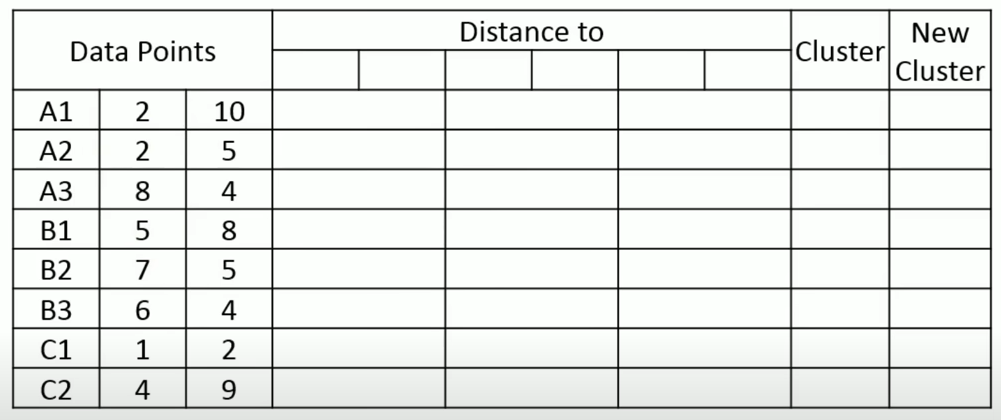 Data Points Distance to Cluster New Cluster
A1 2 10
A2 2 5
A3 8 4
B1 5 8
B2 7 5
B3 6 4
C1 1 2
C2 4 9